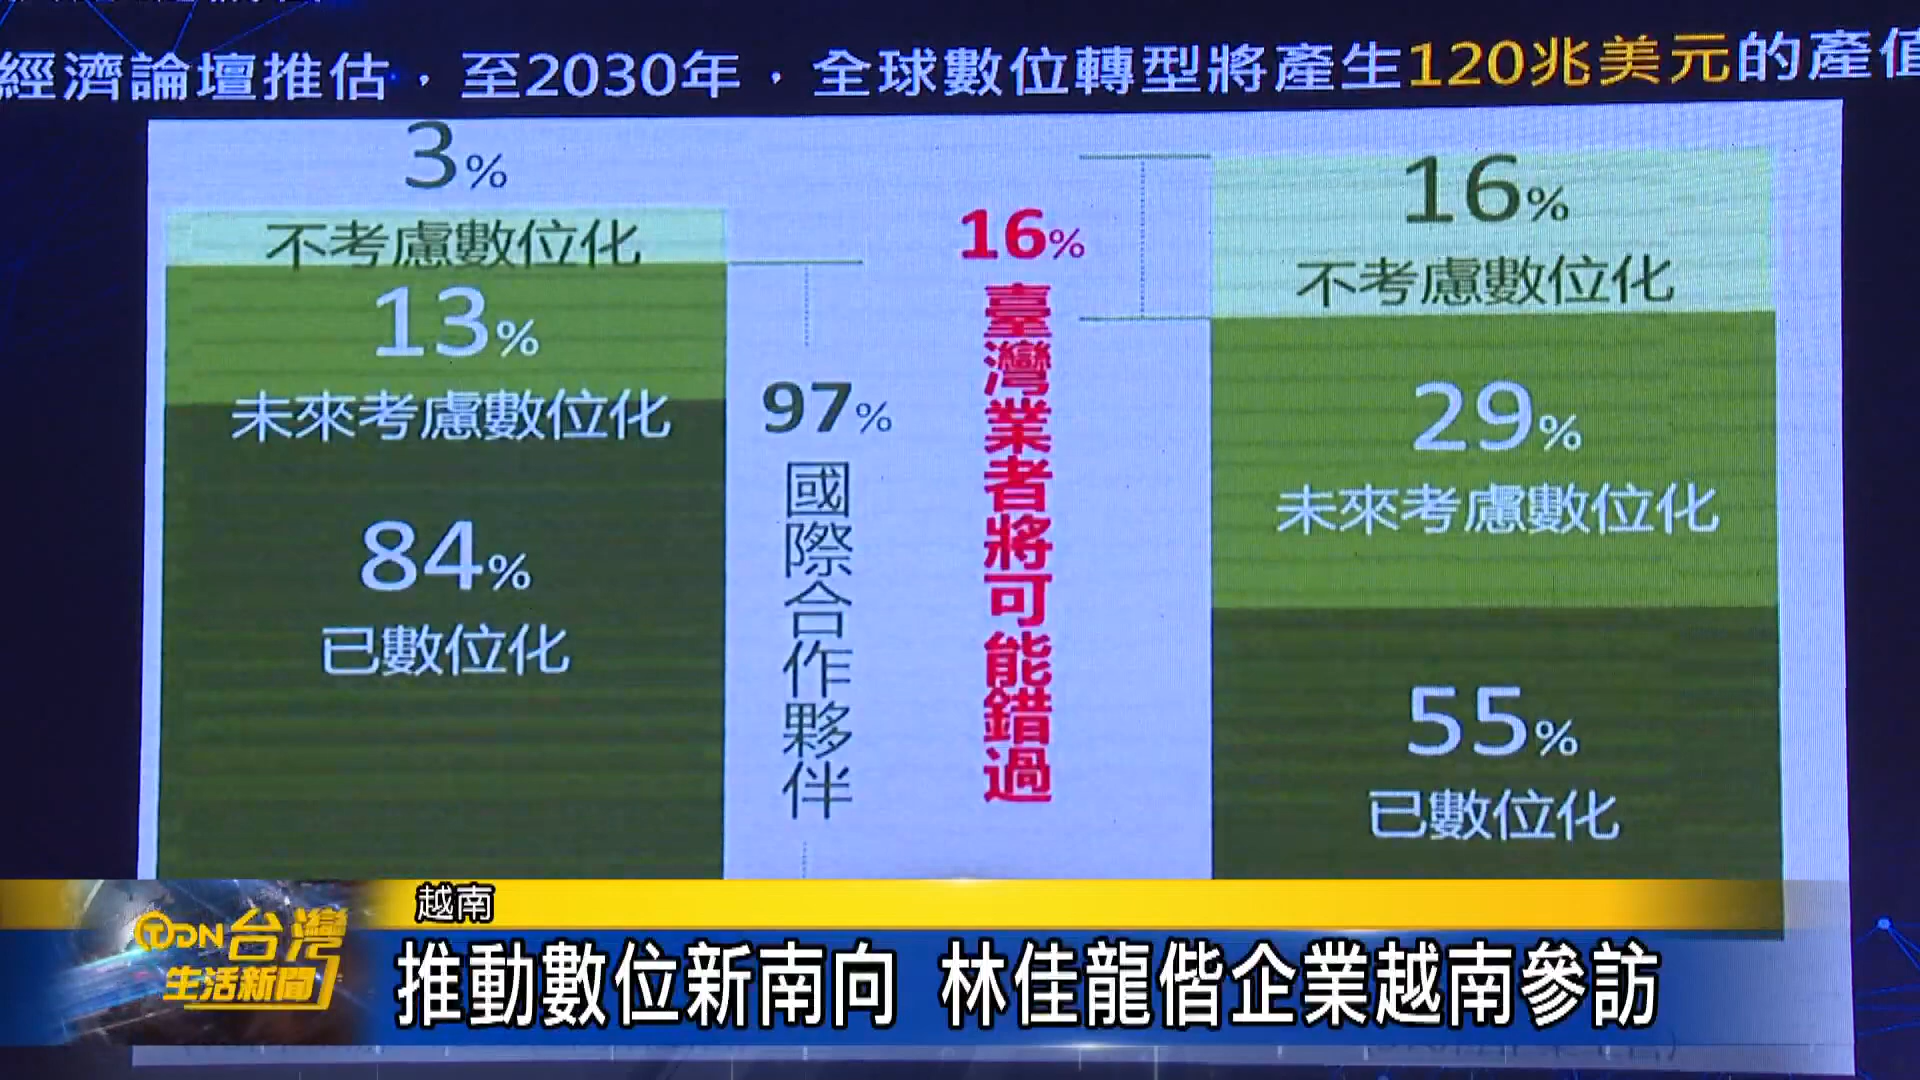 經濟論壇推估，至2030年，全球數位轉型將產生120兆美元的產值
3%
不考慮數位化
13%
未來考慮數位化
84%
已數位化
97%
國際合作夥伴
16%
臺灣業者將可能錯過
16%
不考慮數位化
29%
未來考慮數位化
55%
已數位化
越南
TDN台灣
生活新聞
推動數位新南向 林佳龍偕企業越南參訪